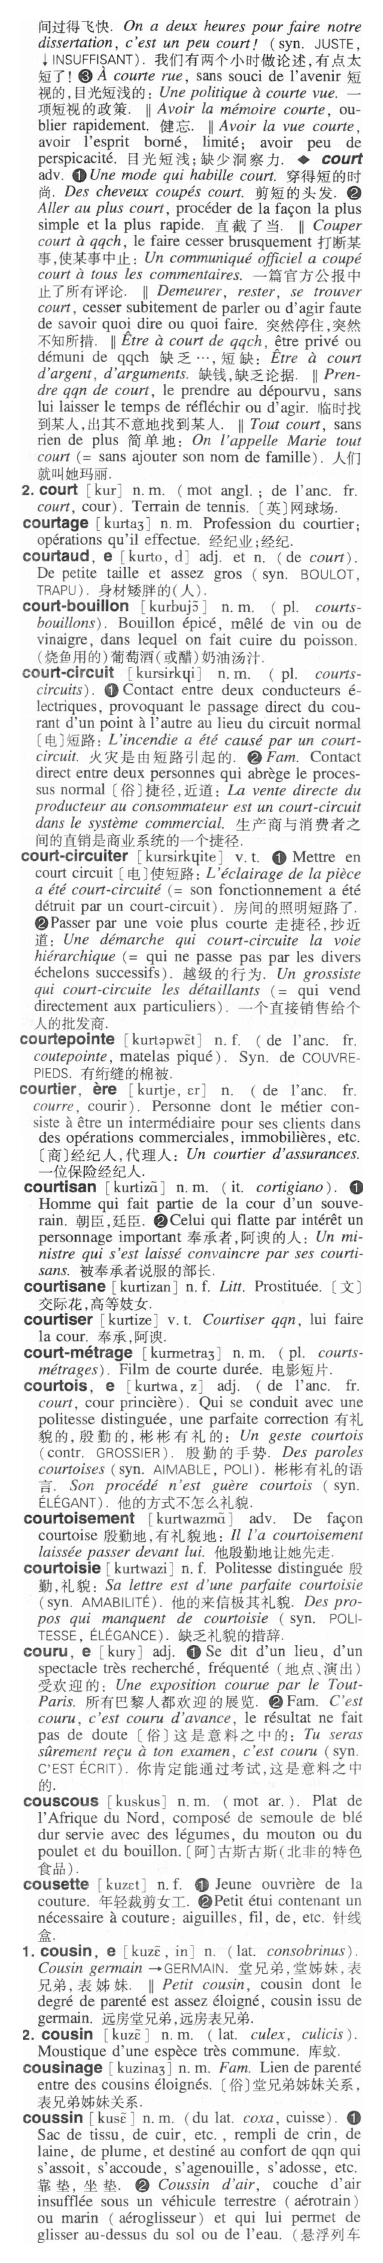 间过得飞快. On a deux heures pour faire notre
dissertation, c'est un peu court! (syn. JUSTE,
↓INSUFFISANT). 我们有两个小时做论述,有点太
短了! ❸ À courte rue, sans souci de l'avenir 短
视的,目光短浅的: Une politique à courte vue. 一
项短视的政策. ‖ Avoir la mémoire courte, ou-
blier rapidement. 健忘. ‖ Avoir la vue courte,
avoir l'esprit borné, limité; avoir peu de
perspicacité. 目光短浅;缺少洞察力. ◆ court
adv. ❶Une mode qui habille court. 穿得短的时
尚. Des cheveux coupés court. 剪短的头发. ❷
Aller au plus court, procéder de la façon la plus
simple et la plus rapide. 直截了当. ‖ Couper
court à qqch, le faire cesser brusquement 打断某
事,使某事中止: Un communiqué officiel a coupé
court à tous les commentaires. 一篇官方公报中
止了所有评论. ‖ Demeurer, rester, se trouver
court, cesser subitement de parler ou d'agir faute
de savoir quoi dire ou quoi faire. 突然停住,突然
不知所措. ‖ Être à court de qqch, être privé ou
démuni de qqch 缺乏…,短缺: Être à court
d'argent, d'arguments. 缺钱,缺乏论据. ‖ Pren-
dre qqn de court, le prendre au dépourvu, sans
lui laisser le temps de réfléchir ou d'agir. 临时找
到某人,出其不意地找到某人. ‖ Tout court, sans
rien de plus 简单地: On l'appelle Marie tout
court (= sans ajouter son nom de famille). 人们
就叫她玛丽.
2. court [kur] n. m. (mot angl.; de l'anc. fr.
court, cour). Terrain de tennis. 〔英〕网球场.
courtage [kurtaʒ] n. m. Profession du courtier;
opérations qu'il effectue. 经纪业;经纪.
courtaud, e [kurto, d] adj. et n. (de court).
De petite taille et assez gros (syn. BOULOT,
TRAPU). 身材矮胖的(人).
court-bouillon [kurbujɔ̃] n. m. (pl. courts-
bouillons). Bouillon épicé, mêlé de vin ou de
vinaigre, dans lequel on fait cuire du poisson.
(烧鱼用的)葡萄酒(或醋)奶油汤汁.
court-circuit [kursirkɥi] n. m. (pl. courts-
circuits). ❶Contact entre deux conducteurs é-
lectriques, provoquant le passage direct du cou-
rant d'un point à l'autre au lieu du circuit normal
〔电〕短路: L'incendie a été causé par un court-
circuit. 火灾是由短路引起的. ❷Fam. Contact
direct entre deux personnes qui abrège le proces-
sus normal 〔俗〕捷径,近道: La vente directe du
producteur au consommateur est un court-circuit
dans le système commercial. 生产商与消费者之
间的直销是商业系统的一个捷径.
court-circuiter [kursirkɥite] v. t. ❶ Mettre en
court circuit 〔电〕使短路: L'éclairage de la pièce
a été court-circuité (= son fonctionnement a été
détruit par un court-circuit). 房间的照明短路了.
❷Passer par une voie plus courte 走捷径,抄近
道: Une démarche qui court-circuite la voie
hiérarchique (= qui ne passe pas par les divers
échelons successifs). 越级的行为. Un grossiste
qui court-circuite les détaillants (= qui vend
directement aux particuliers). 一个直接销售给个
人的批发商.
courtepointe [kurtəpwɛ̃t] n. f. (de l'anc. fr.
coutepointe, matelas piqué). Syn. de COUVRE-
PIEDS. 有绗缝的棉被.
courtier, ère [kurtje, ɛr] n. (de l'anc. fr.
courre, courir). Personne dont le métier con-
siste à être un intermédiaire pour ses clients dans
des opérations commerciales, immobilières, etc.
〔商〕经纪人,代理人: Un courtier d'assurances.
一位保险经纪人.
courtisan [kurtizɑ̃] n. m. (it. cortigiano). ❶
Homme qui fait partie de la cour d'un souve-
rain. 朝臣,廷臣. ❷Celui qui flatte par intérêt un
personnage important 奉承者,阿谀的人: Un mi-
nistre qui s'est laissé convaincre par ses courti-
sans. 被奉承者说服的部长.
courtisane [kurtizan] n. f. Litt. Prostituée. 〔文〕
交际花,高等妓女.
courtiser [kurtize] v. t. Courtiser qqn, lui faire
la cour. 奉承,阿谀.
court-métrage [kurmetraʒ] n. m. (pl. courts-
métrages). Film de courte durée. 电影短片.
courtois, e [kurtwa, z] adj. (de l'anc. fr.
court, cour princière). Qui se conduit avec une
politesse distinguée, une parfaite correction 有礼
貌的,殷勤的,彬彬有礼的: Un geste courtois
(contr. GROSSIER). 殷勤的手势. Des paroles
courtoises (syn. AIMABLE, POLI). 彬彬有礼的语
言. Son procédé n'est guère courtois (syn.
ÉLÉGANT). 他的方式不怎么礼貌.
courtoisement [kurtwazmɑ̃] adv. De façon
courtoise 殷勤地,有礼貌地: Il l'a courtoisement
laissée passer devant lui. 他殷勤地让她先走.
courtoisie [kurtwazi] n. f. Politesse distinguée 殷
勤,礼貌: Sa lettre est d'une parfaite courtoisie
(syn. AMABILITÉ). 他的来信极其礼貌. Des pro-
pos qui manquent de courtoisie (syn. POLI-
TESSE, ÉLÉGANCE). 缺乏礼貌的措辞.
couru, e [kury] adj. ❶Se dit d'un lieu, d'un
spectacle très recherché, fréquenté (地点、演出)
受欢迎的: Une exposition courue par le Tout-
Paris. 所有巴黎人都欢迎的展览. ❷Fam. C'est
couru, c'est couru d'avance, le résultat ne fait
pas de doute 〔俗〕这是意料之中的: Tu seras
sûrement reçu à ton examen, c'est couru (syn.
C'EST ÉCRIT). 你肯定能通过考试,这是意料之中
的.
couscous [kuskus] n. m. (mot ar.). Plat de
l'Afrique du Nord, composé de semoule de blé
dur servie avec des légumes, du mouton ou du
poulet et du bouillon.〔阿〕古斯古斯(北非的特色
食品).
cousette [kuzɛt] n. f. ❶ Jeune ouvrière de la
couture. 年轻裁剪女工. ❷Petit étui contenant un
nécessaire à couture: aiguilles, fil, de, etc. 针线
盒.
1. cousin, e [kuzɛ̃, in] n. (lat. consobrinus).
Cousin germain →GERMAIN. 堂兄弟,堂姊妹,表
兄弟,表姊妹. ‖ Petit cousin, cousin dont le
degré de parenté est assez éloigné, cousin issu de
germain. 远房堂兄弟,远房表兄弟.
2. cousin [kuzɛ̃] n. m. (lat. culex, culicis).
Moustique d'une espèce très commune. 库蚊.
cousinage [kuzinaʒ] n. m. Fam. Lien de parenté
entre des cousins éloignés. 〔俗〕堂兄弟姊妹关系,
表兄弟姊妹关系.
coussin [kusɛ̃] n. m. (du lat. coxa, cuisse). ❶
Sac de tissu, de cuir, etc., rempli de crin, de
laine, de plume, et destiné au confort de qqn qui
s'assoit, s'accoude, s'agenouille, s'adosse, etc.
靠垫,坐垫. ❷ Coussin d'air, couche d'air
insufflée sous un véhicule terrestre (aérotrain)
ou marin (aéroglisseur) et qui lui permet de
glisser au-dessus du sol ou de l'eau. (悬浮列车